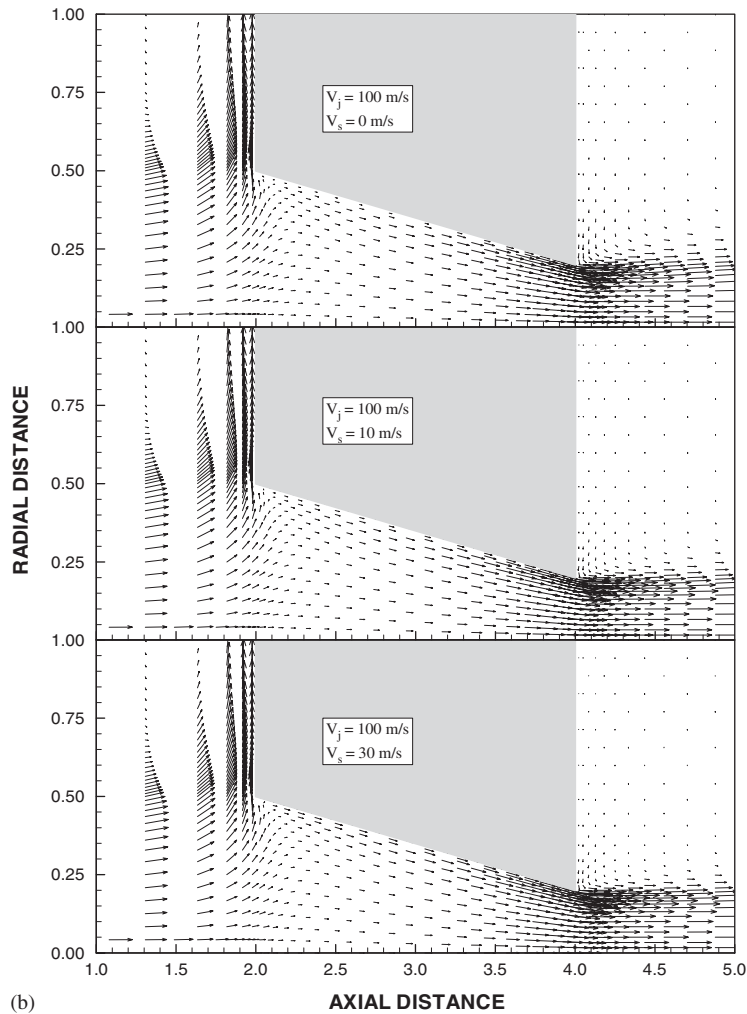 1.00
0.75
0.50
0.25
V_j = 100 m/s
V_s = 0 m/s
1.00
0.75
0.50
0.25
V_j = 100 m/s
V_s = 10 m/s
1.00
0.75
0.50
0.25
0.00
V_j = 100 m/s
V_s = 30 m/s
RADIAL DISTANCE
1.0 1.5 2.0 2.5 3.0 3.5 4.0 4.5 5.0
(b) AXIAL DISTANCE